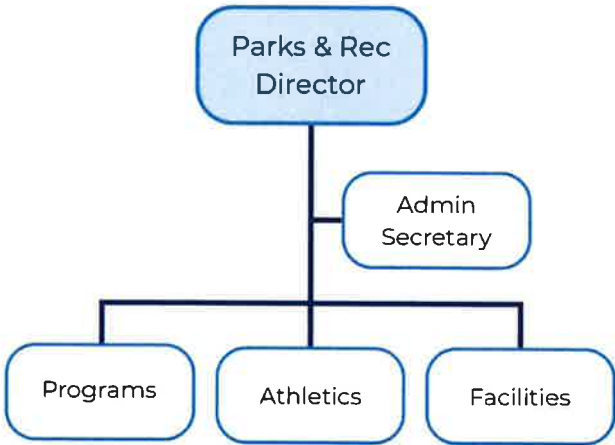 Parks & Rec
Director
Admin
Secretary
Programs
Athletics
Facilities